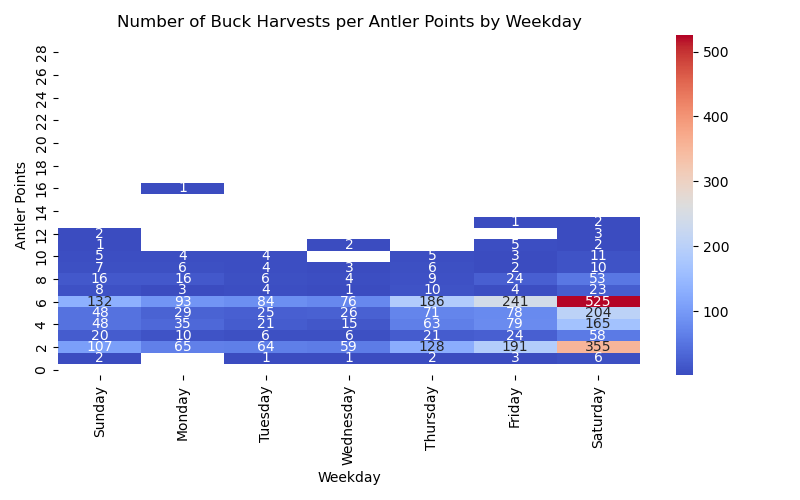 Number of Buck Harvests per Antler Points by Weekday
Antler Points
28
26
24
22
20
18
16
14
12
10
8
6
4
2
0
1
1 2
2 3
1 2 5 2
5 4 4 5 3 11
7 6 4 3 6 2 10
16 16 6 4 9 24 53
8 3 4 1 10 4 23
132 93 84 76 186 241 525
48 29 25 26 71 78 204
48 35 21 15 63 79 165
20 10 6 6 21 24 58
107 65 64 59 128 191 355
2 1 1 2 3 6
Sunday
Monday
Tuesday
Wednesday
Thursday
Friday
Saturday
Weekday
500
400
300
200
100